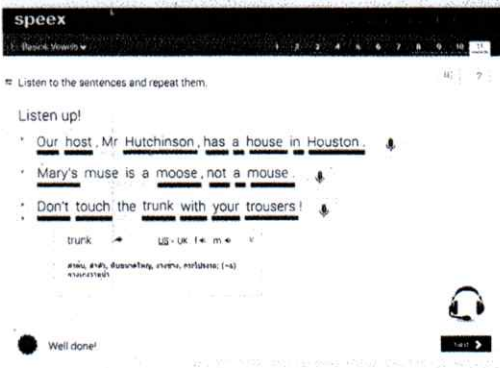 speex
Basics Vowels
1 2 3 4 5 6 7 8 9 10 11
Listen to the sentences and repeat them.
?
Listen up!
Our host, Mr Hutchinson, has a house in Houston.
Mary's muse is a moose, not a mouse.
Don't touch the trunk with your trousers!
trunk US - UK f m
Well done!
Next